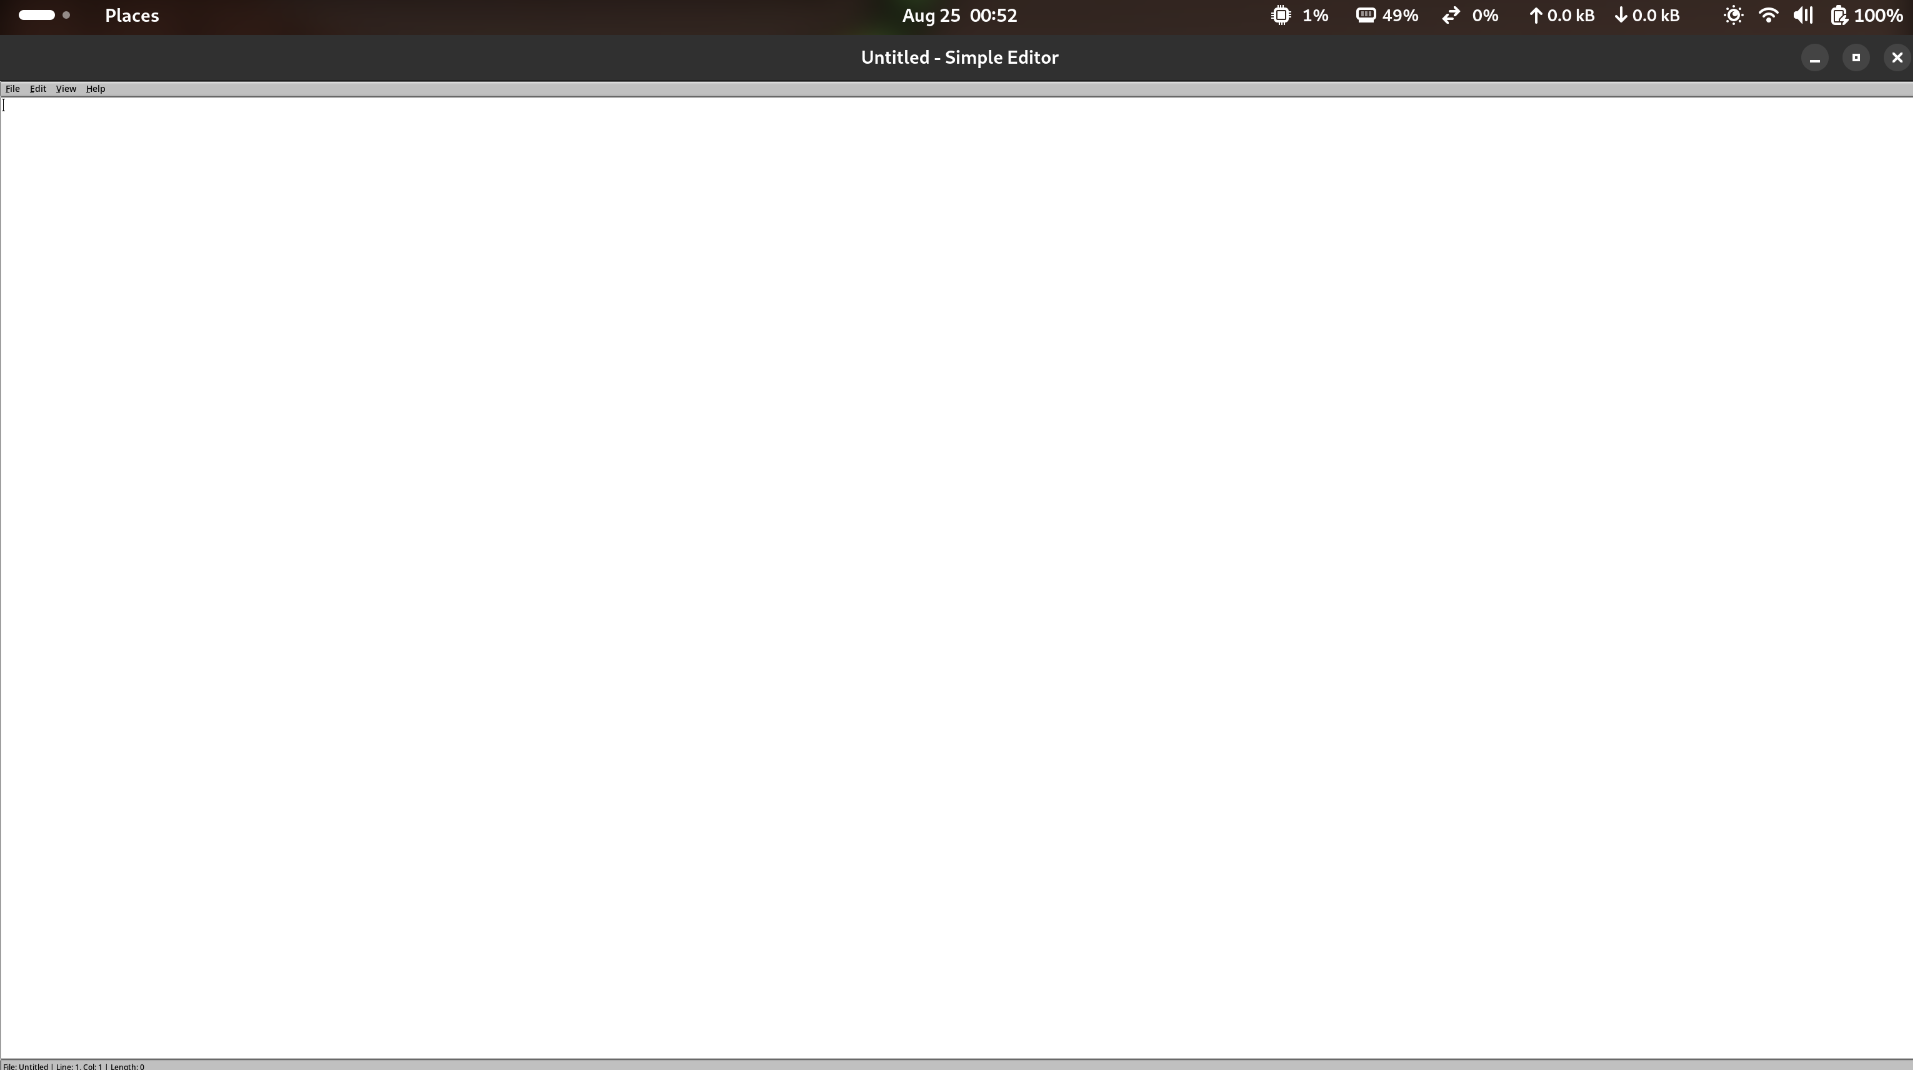 Places
Aug 25 00:52
1% 49% 0% 0.0 kB 0.0 kB 100%
Untitled - Simple Editor
File Edit View Help
File: Untitled | Line: 1, Col: 1 | Length: 0